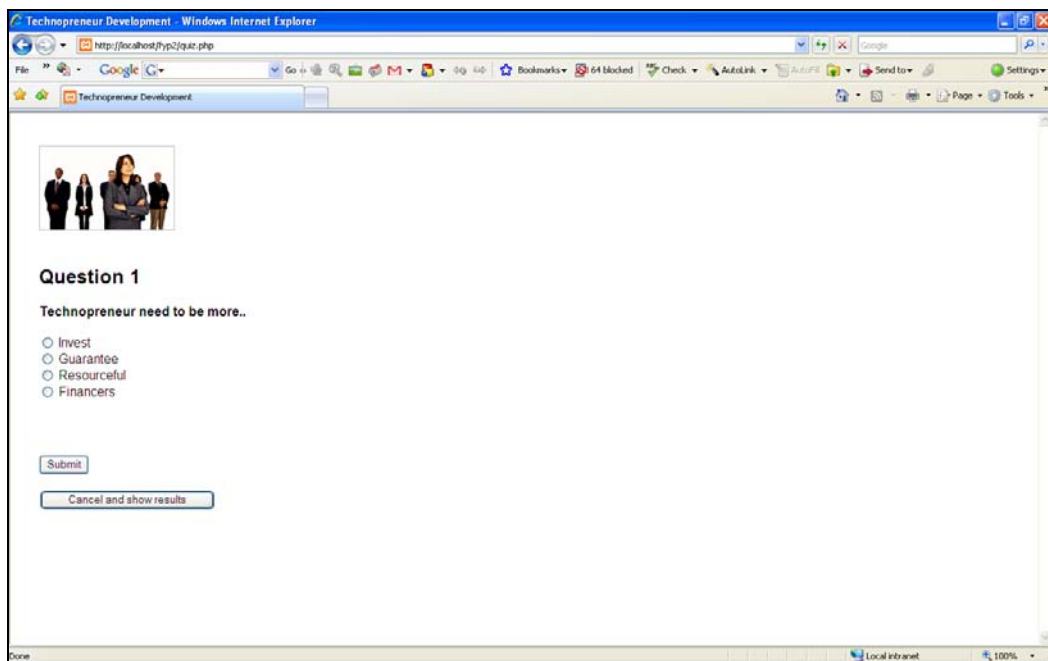 Technopreneur Development - Windows Internet Explorer
http://localhost/fyp2/quiz.php
Google
File » Google G Go Bookmarks 64 blocked Check AutoLink AutoFill Send to Settings
Technopreneur Development Page Tools »
Question 1
Technopreneur need to be more..
Invest
Guarantee
Resourceful
Financers
Submit
Cancel and show results
Done Local intranet 100%